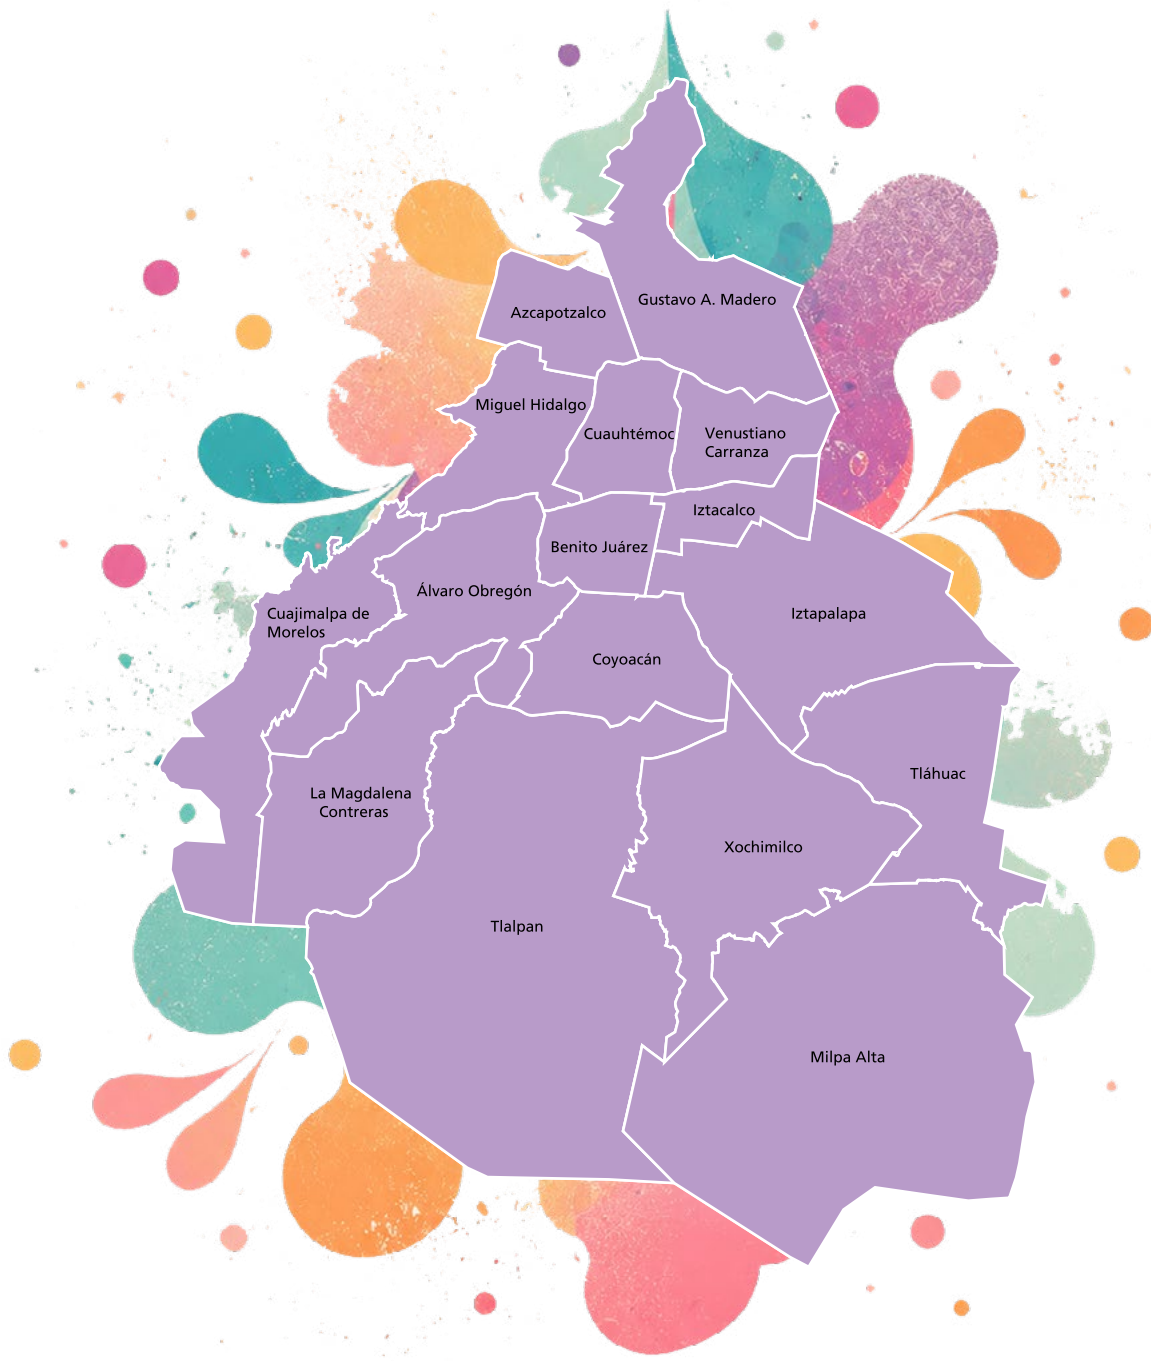 Gustavo A. Madero
Azcapotzalco
Miguel Hidalgo
Cuauhtémoc
Venustiano
Carranza
Iztacalco
Benito Juárez
Álvaro Obregón
Cuajimalpa de
Morelos
Iztapalapa
Coyoacán
Tláhuac
La Magdalena
Contreras
Xochimilco
Tlalpan
Milpa Alta